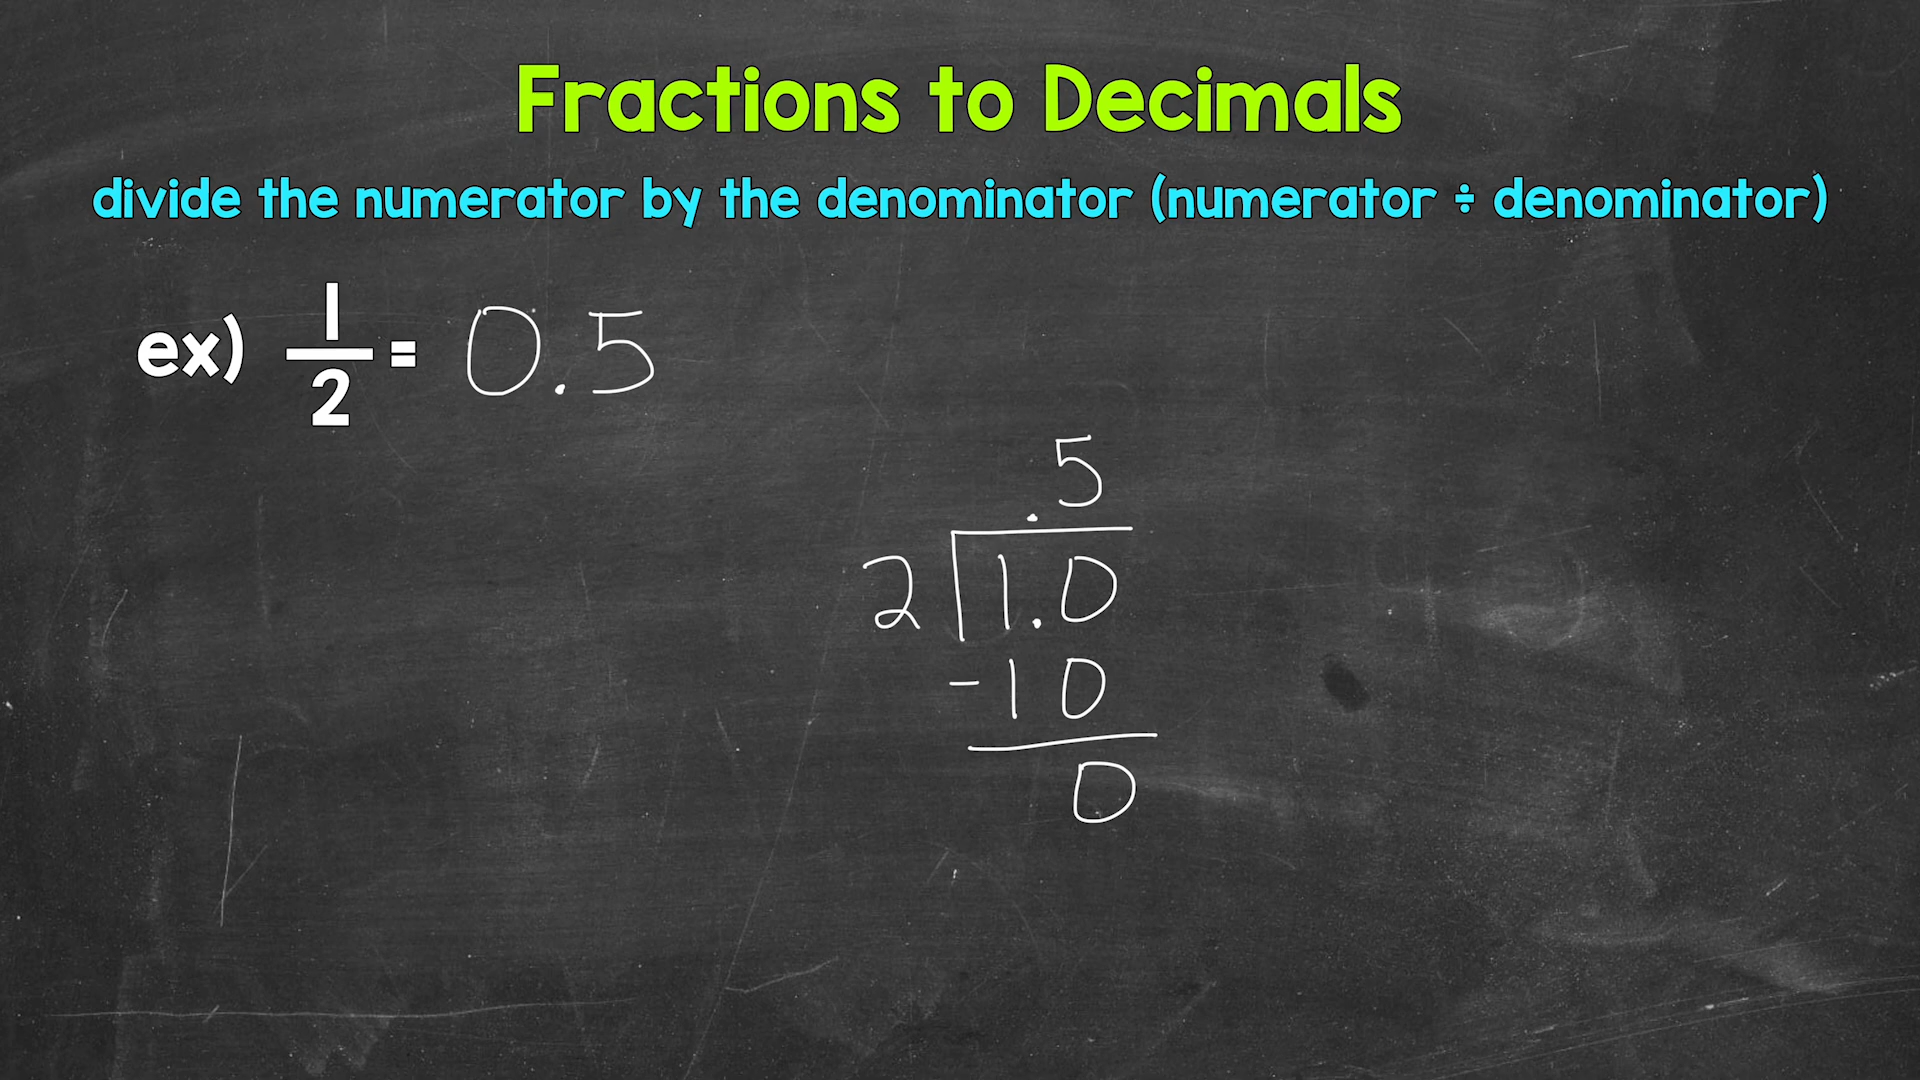 Fractions to Decimals
divide the numerator by the denominator (numerator ÷ denominator)
ex) 1/2 = 0.5
.5
2 1.0
-10
0